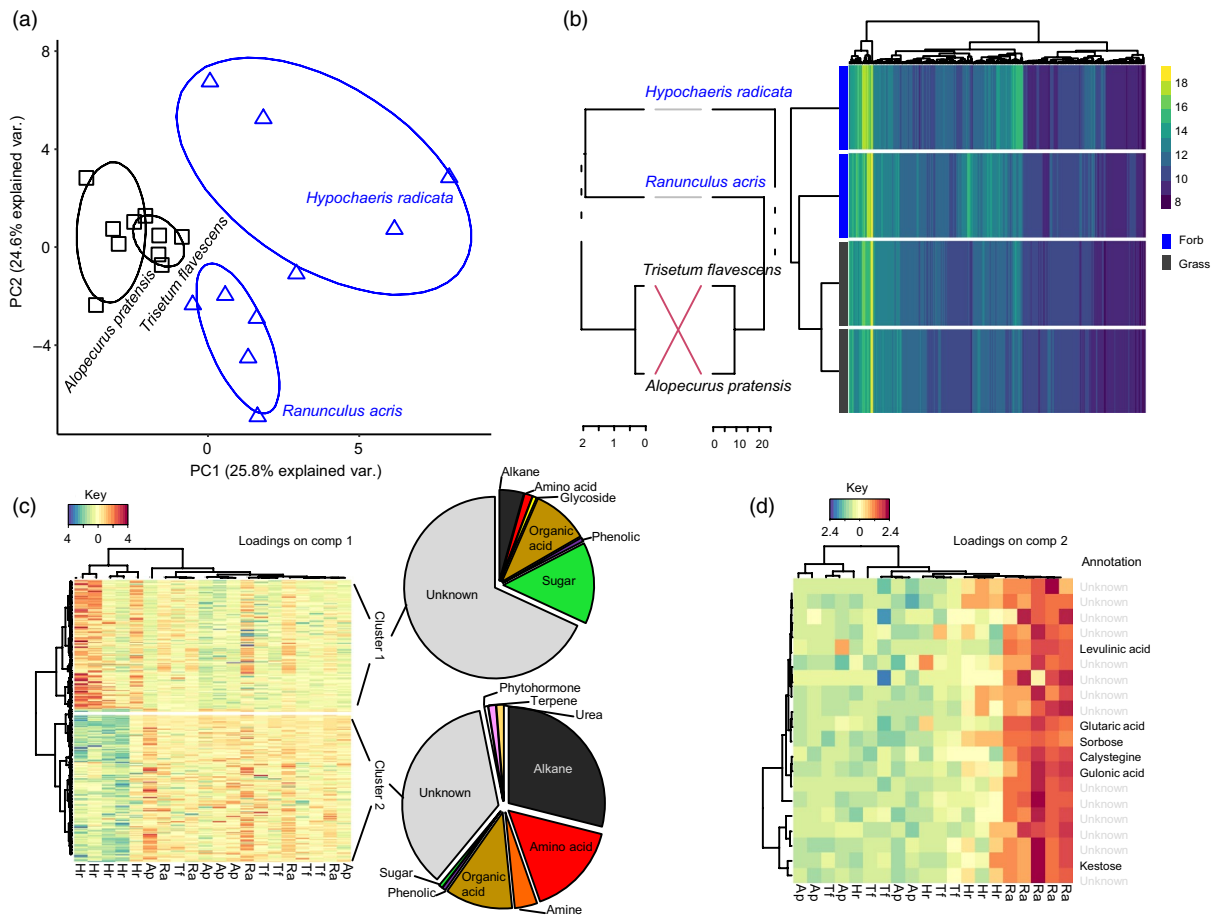 (a)
8
4
0
−4
PC2 (24.6% explained var.)
Hypochaeris radicata
Trisetum flavescens
Alopecurus pratensis
Ranunculus acris
0
5
PC1 (25.8% explained var.)
(b)
Hypochaeris radicata
Ranunculus acris
Trisetum flavescens
Alopecurus pratensis
2 1 0
0 10 20
18
16
14
12
10
8
Forb
Grass
(c)
Key
4 0 4
Loadings on comp 1
Cluster 1
Cluster 2
Hr Hr Hr Hr Hr Ap Ra Tf Ra Ap Ap Ap Ra Tf Tf Ra Tf Tf Ra Ap
Alkane
Amino acid
Glycoside
Organic
acid
Phenolic
Sugar
Unknown
Phytohormone
Terpene
Urea
Alkane
Unknown
Amino acid
Sugar
Phenolic
Organic
acid
Amine
(d)
Key
2.4 0 2.4
Loadings on comp 2
Annotation
Unknown
Unknown
Unknown
Unknown
Levulinic acid
Unknown
Unknown
Unknown
Unknown
Glutaric acid
Sorbose
Calystegine
Gulonic acid
Unknown
Unknown
Unknown
Unknown
Unknown
Kestose
Unknown
Ap Ap Tf Ap Hr Tf Tf Ap Ap Hr Tf Tf Hr Hr Hr Ra Ra Ra Ra Ra